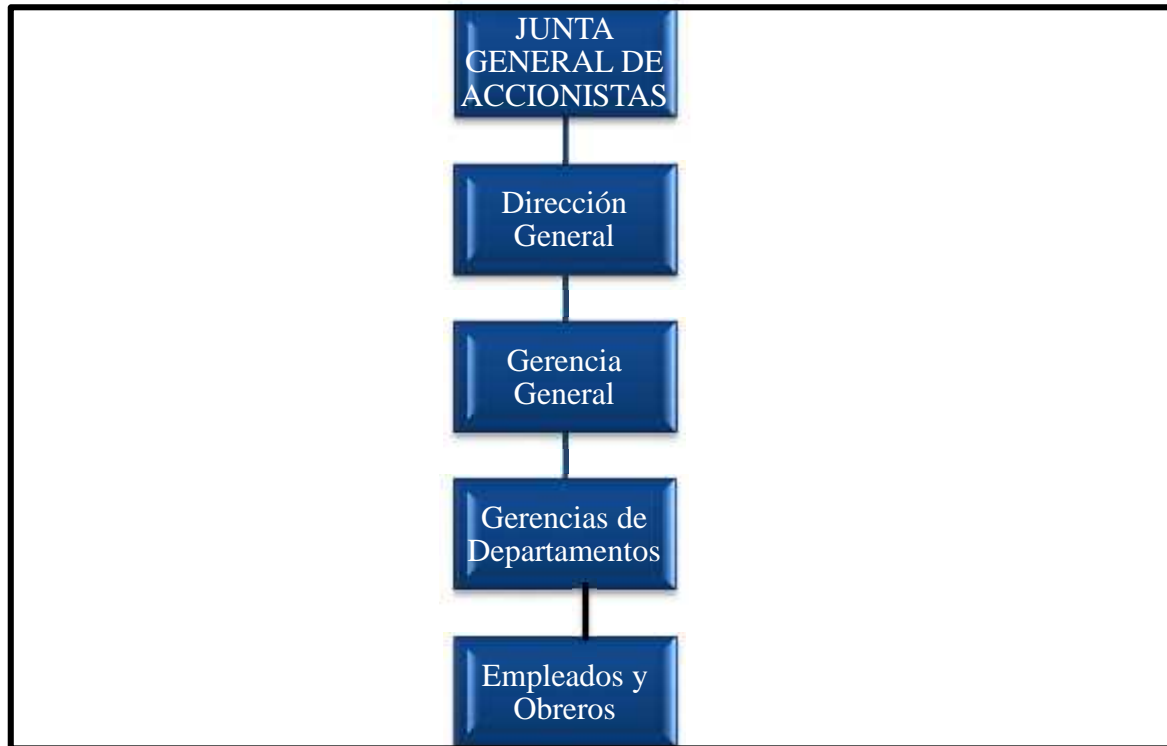 JUNTA
GENERAL DE
ACCIONISTAS
Dirección
General
Gerencia
General
Gerencias de
Departamentos
Empleados y
Obreros